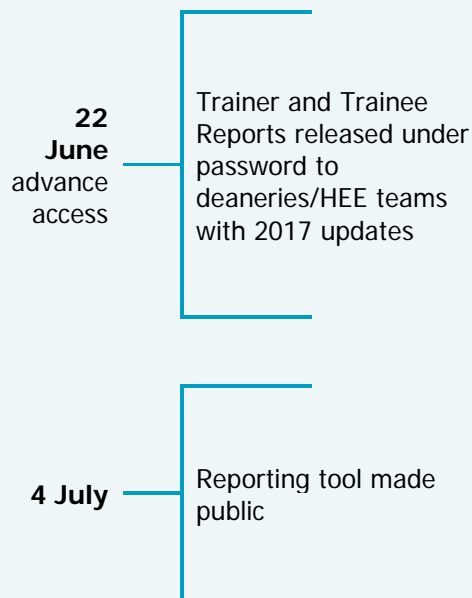 22
June
advance
access
Trainer and Trainee
Reports released under
password to
deaneries/HEE teams
with 2017 updates
4 July
Reporting tool made
public